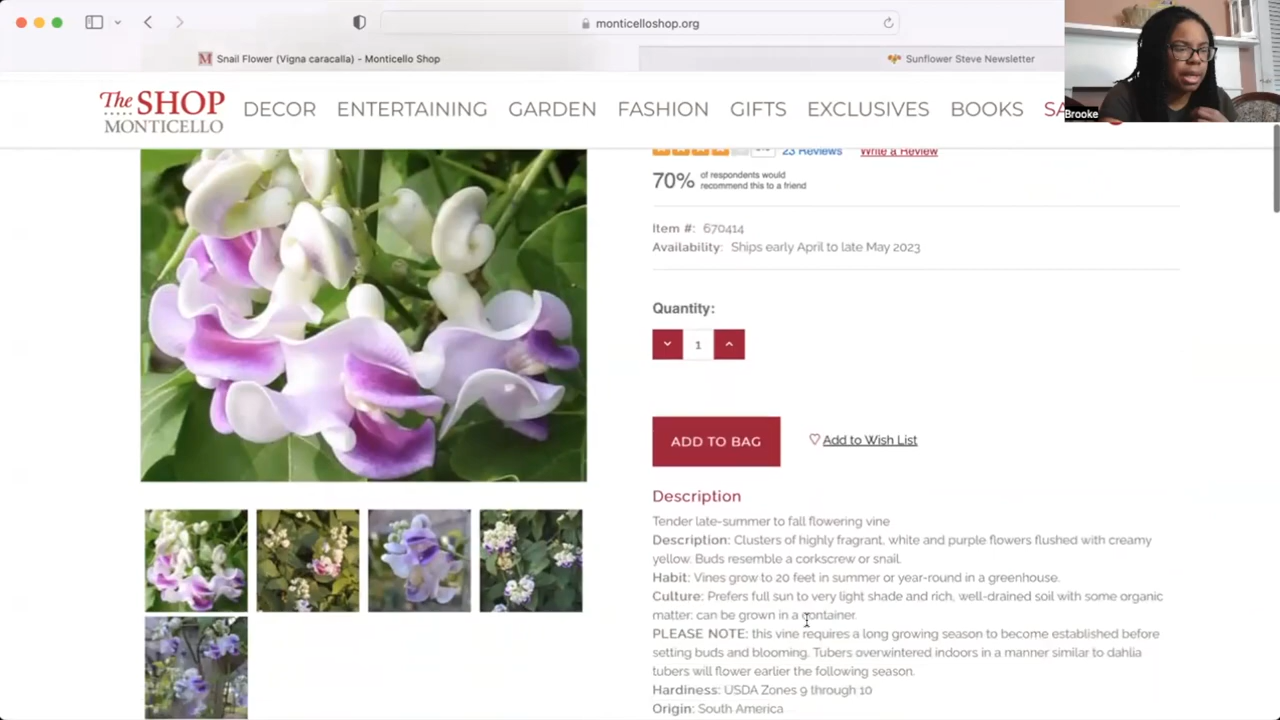 monticelloshop.org
Snail Flower (Vigna caracalla) - Monticello Shop
Sunflower Steve Newsletter
Brooke
The SHOP
MONTICELLO
DECOR ENTERTAINING GARDEN FASHION GIFTS EXCLUSIVES BOOKS SA
23 Reviews Write a Review
70% of respondents would
recommend this to a friend
Item #: 670414
Availability: Ships early April to late May 2023
Quantity:
1
ADD TO BAG
Add to Wish List
Description
Tender late-summer to fall flowering vine
Description: Clusters of highly fragrant, white and purple flowers flushed with creamy
yellow. Buds resemble a corkscrew or snail.
Habit: Vines grow to 20 feet in summer or year-round in a greenhouse.
Culture: Prefers full sun to very light shade and rich, well-drained soil with some organic
matter; can be grown in a container.
PLEASE NOTE: this vine requires a long growing season to become established before
setting buds and blooming. Tubers overwintered indoors in a manner similar to dahlia
tubers will flower earlier the following season.
Hardiness: USDA Zones 9 through 10
Origin: South America